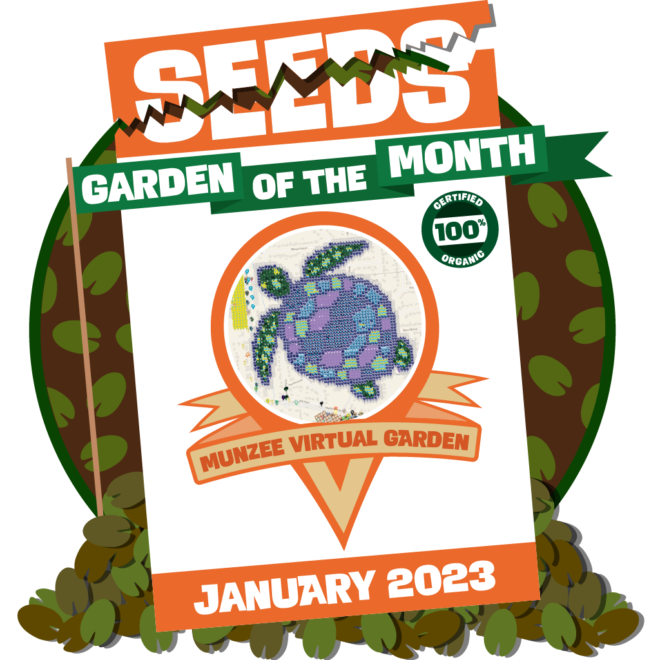 SEEDS
GARDEN OF THE MONTH
CERTIFIED
100%
ORGANIC
MUNZEE VIRTUAL GARDEN
JANUARY 2023